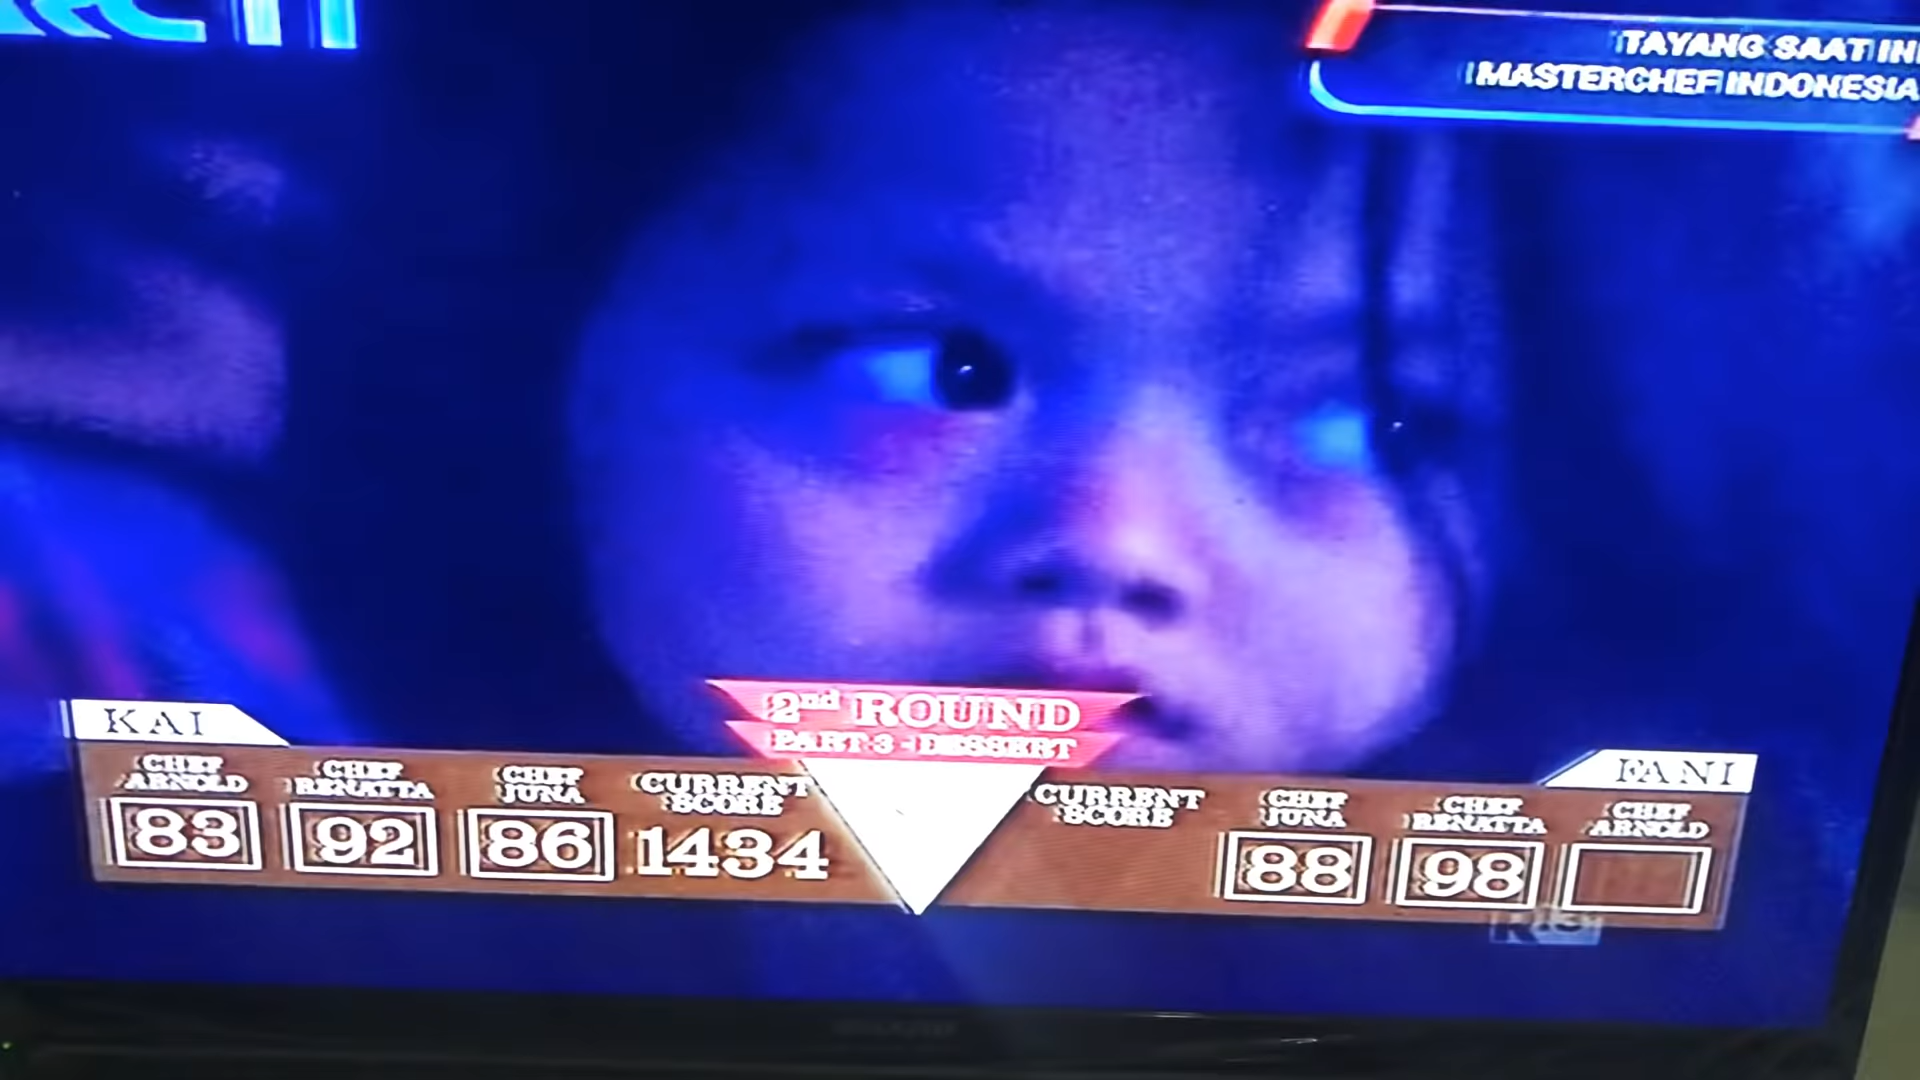 RCTI
TAYANG SAAT INI
MASTERCHEF INDONESIA
2nd ROUND
PART 3 - DESSERT
KAI
CHEF ARNOLD
83
CHEF RENATTA
92
CHEF JUNA
86
CURRENT SCORE
1434
FANI
CURRENT SCORE
CHEF JUNA
88
CHEF RENATTA
98
CHEF ARNOLD